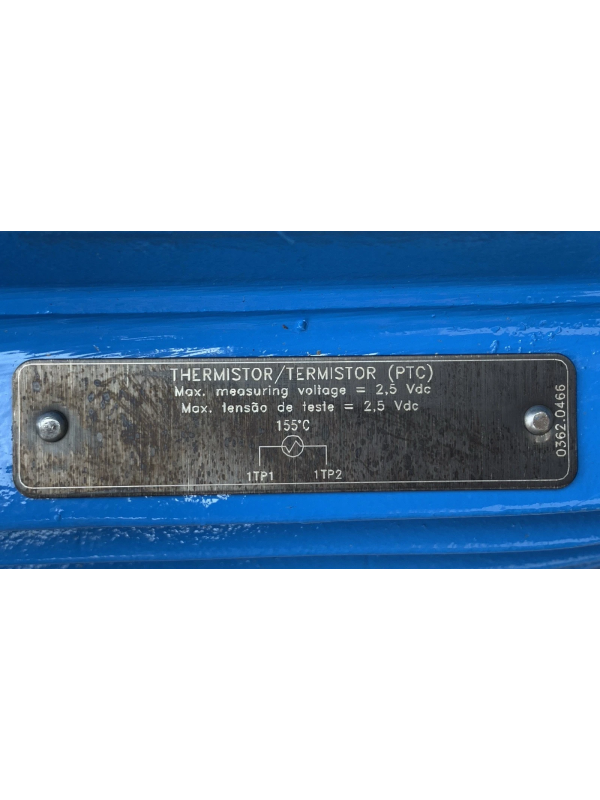 THERMISTOR/TERMISTOR (PTC)
Max. measuring voltage = 2,5 Vdc
Max. tensão de teste = 2,5 Vdc
155°C
1TP1 1TP2
0362.0466